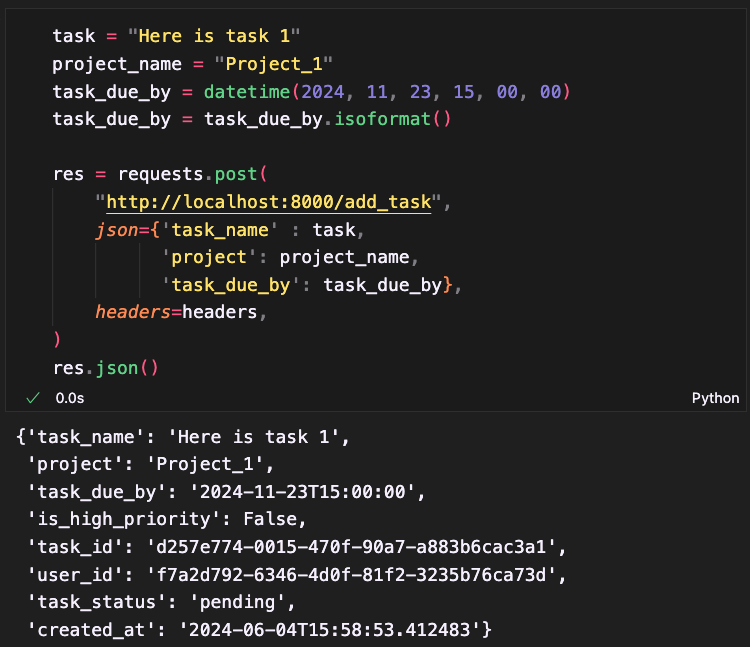 task = "Here is task 1"
project_name = "Project_1"
task_due_by = datetime(2024, 11, 23, 15, 00, 00)
task_due_by = task_due_by.isoformat()

res = requests.post(
    "http://localhost:8000/add_task",
    json={'task_name' : task,
          'project': project_name,
          'task_due_by': task_due_by},
    headers=headers,
)
res.json()
✓ 0.0s Python
{'task_name': 'Here is task 1',
 'project': 'Project_1',
 'task_due_by': '2024-11-23T15:00:00',
 'is_high_priority': False,
 'task_id': 'd257e774-0015-470f-90a7-a883b6cac3a1',
 'user_id': 'f7a2d792-6346-4d0f-81f2-3235b76ca73d',
 'task_status': 'pending',
 'created_at': '2024-06-04T15:58:53.412483'}